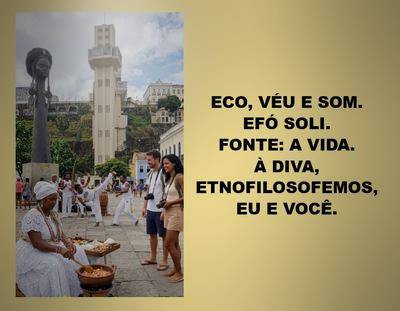 ECO, VÉU E SOM.
EFÓ SOLI.
FONTE: A VIDA.
À DIVA,
ETNOFILOSOFEMOS,
EU E VOCÊ.